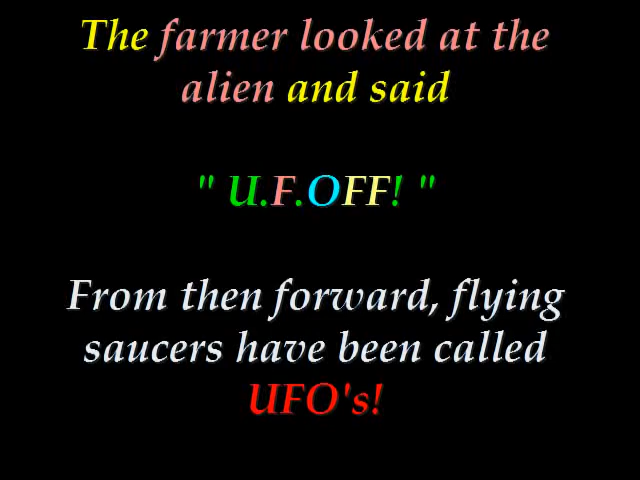 The farmer looked at the
alien and said
" U.F.OFF! "
From then forward, flying
saucers have been called
UFO's!